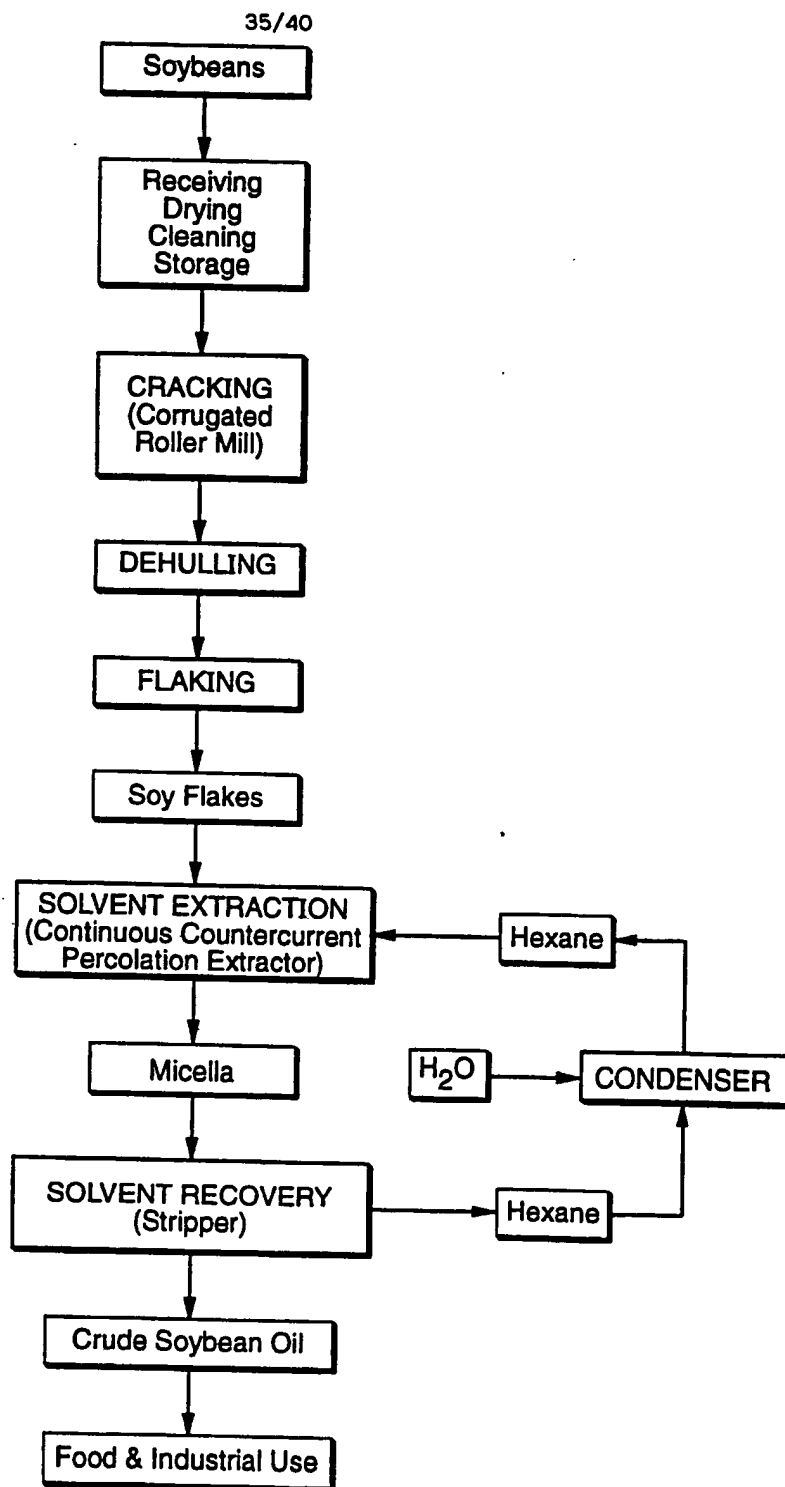 35/40
Soybeans
Receiving
Drying
Cleaning
Storage
CRACKING
(Corrugated
Roller Mill)
DEHULLING
FLAKING
Soy Flakes
SOLVENT EXTRACTION
(Continuous Countercurrent
Percolation Extractor)
Hexane
Micella
H₂O
CONDENSER
SOLVENT RECOVERY
(Stripper)
Hexane
Crude Soybean Oil
Food & Industrial Use